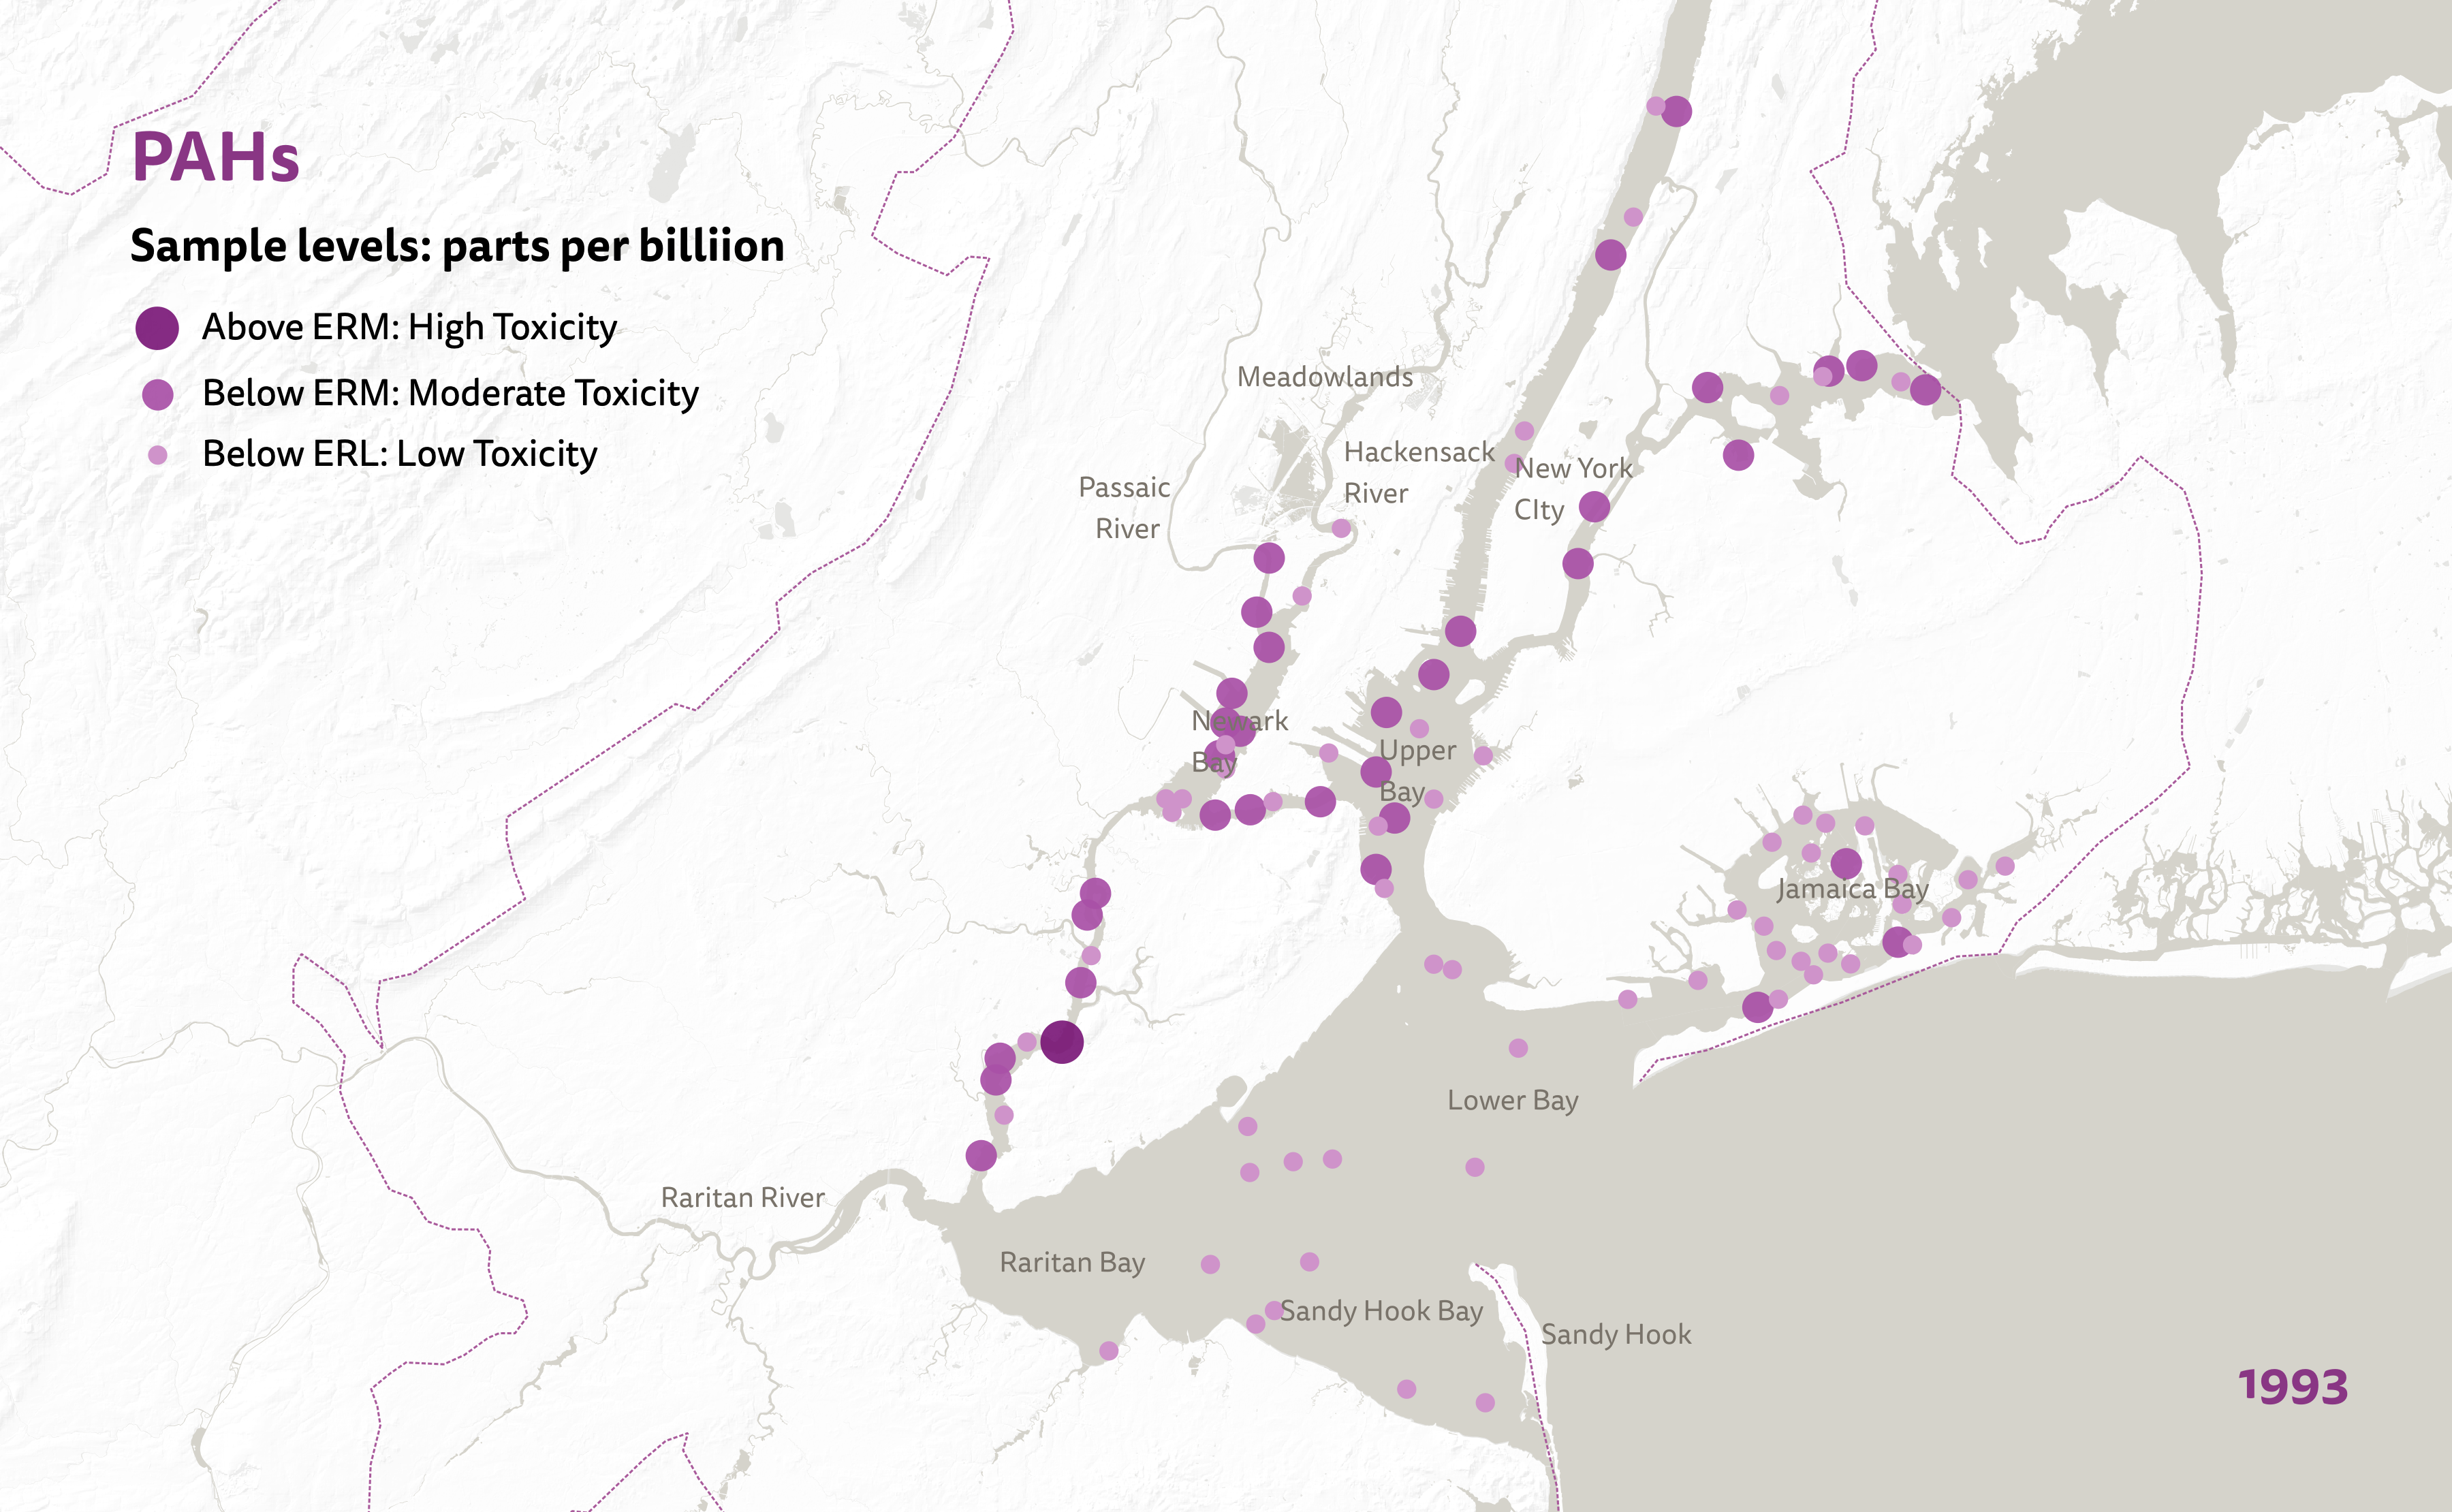 PAHs
Sample levels: parts per billiion
Above ERM: High Toxicity
Below ERM: Moderate Toxicity
Below ERL: Low Toxicity
Meadowlands
Hackensack
River
New York
CIty
Passaic
River
Newark
Bay
Upper
Bay
Jamaica Bay
Lower Bay
Raritan River
Raritan Bay
Sandy Hook Bay
Sandy Hook
1993